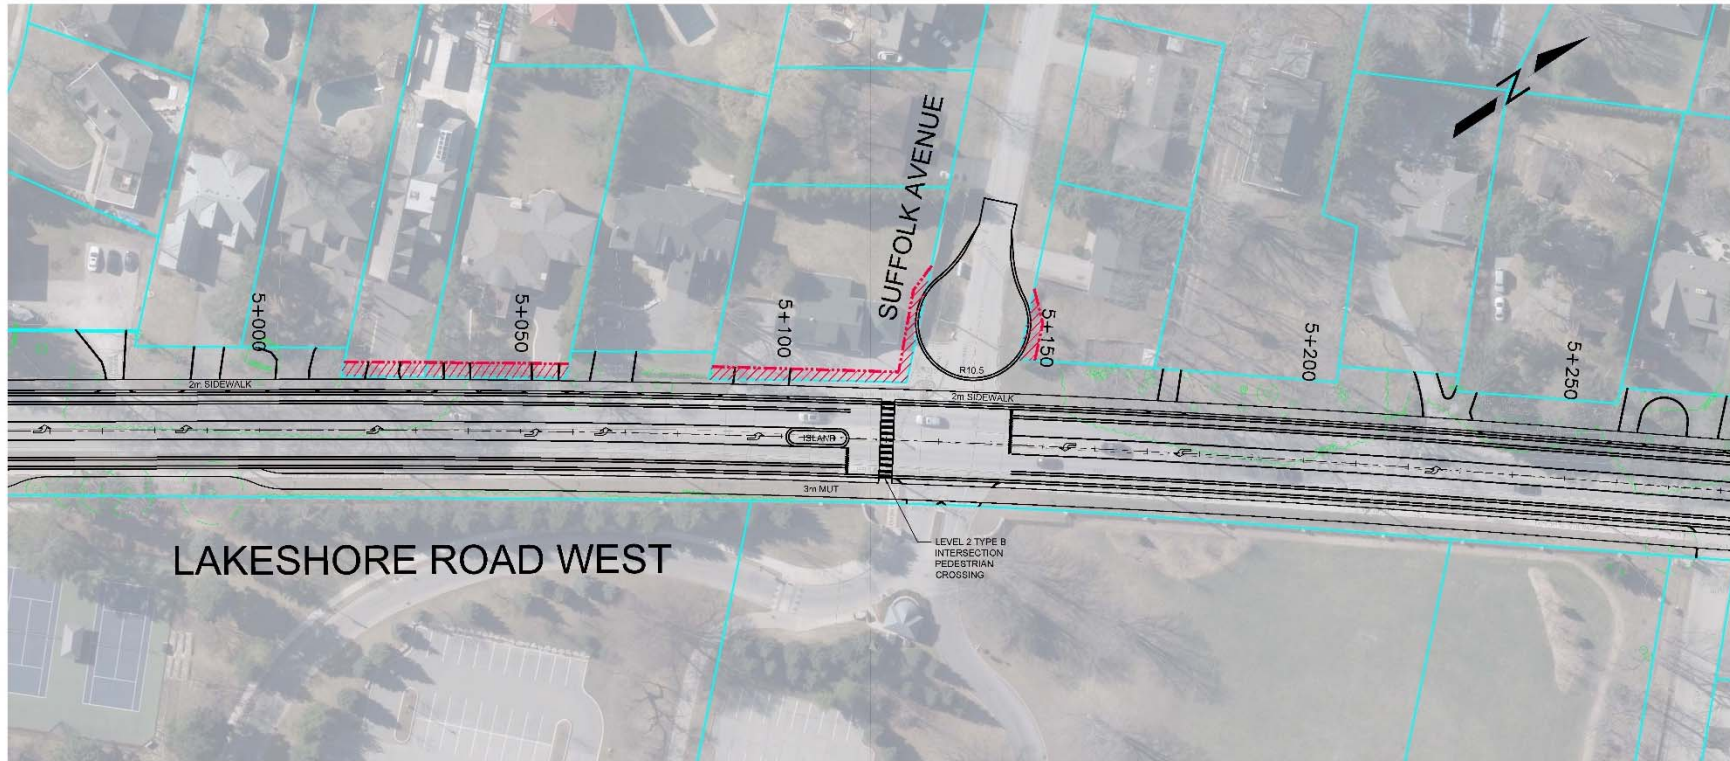 N
SUFFOLK AVENUE
5+000
5+050
5+100
5+150
5+200
5+250
R10.5
2m SIDEWALK
2m SIDEWALK
ISLAND
3m MUT
LEVEL 2 TYPE B
INTERSECTION
PEDESTRIAN
CROSSING
LAKESHORE ROAD WEST